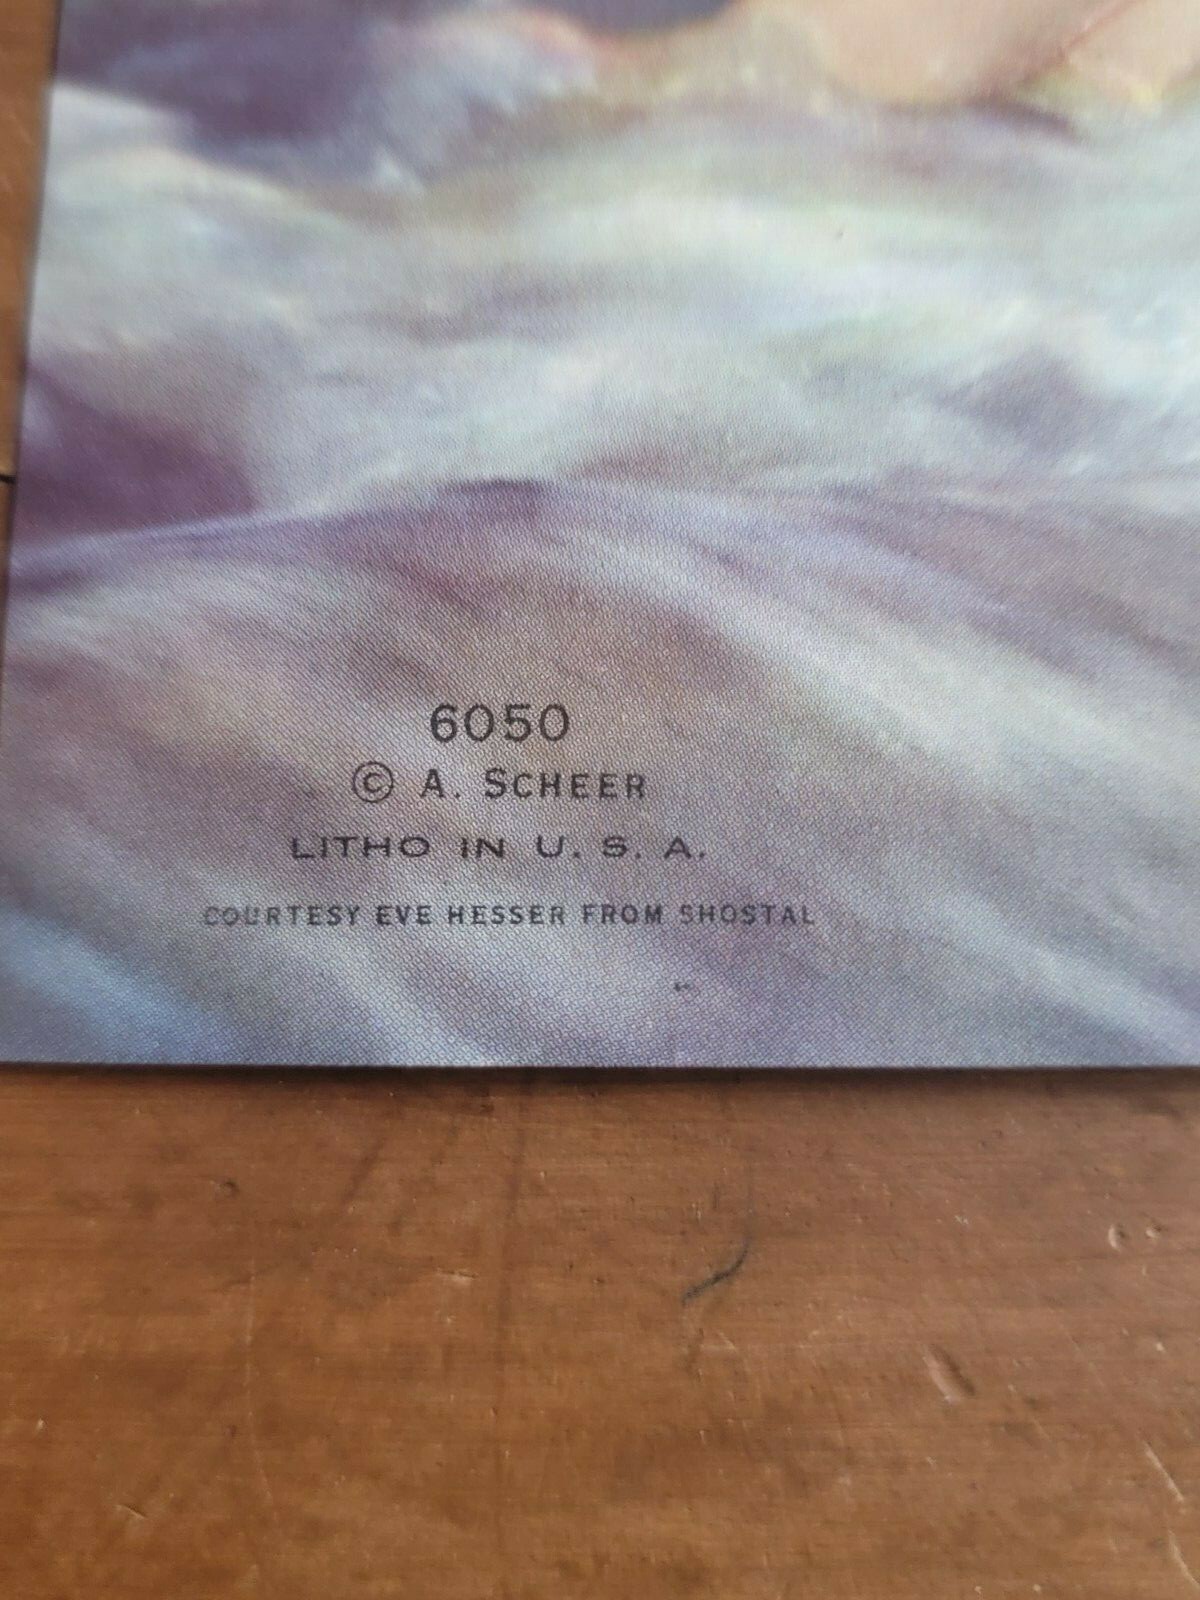 6050
© A. SCHEER
LITHO IN U. S. A.
COURTESY EVE HESSER FROM SHOSTAL